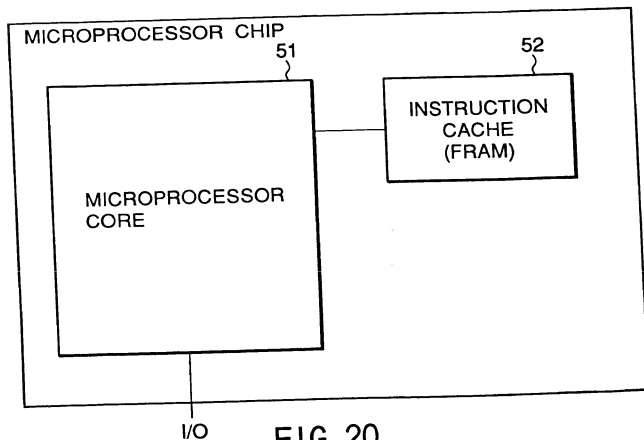 MICROPROCESSOR CHIP
51
52
MICROPROCESSOR
CORE
INSTRUCTION
CACHE
(FRAM)
I/O
FIG. 20